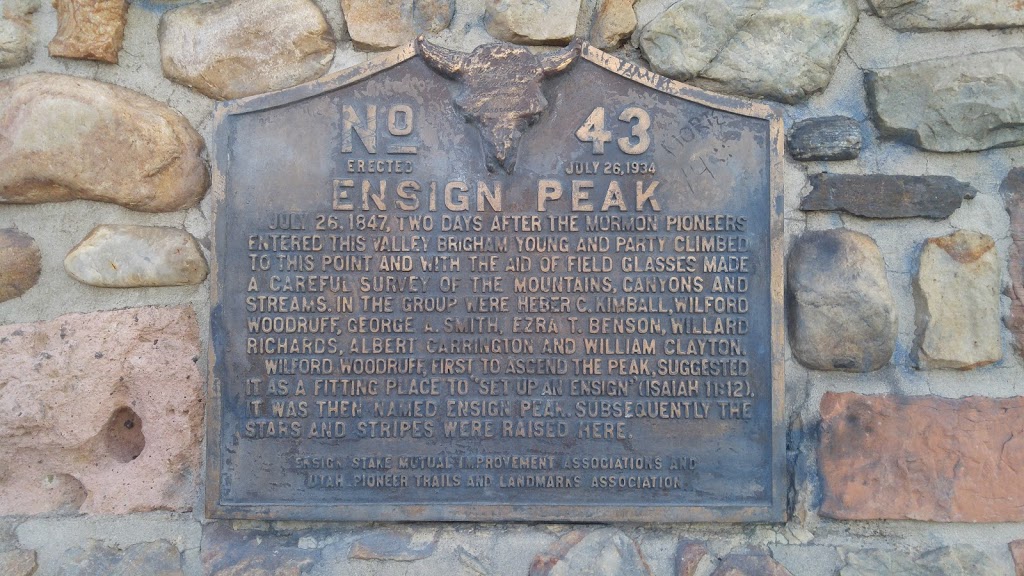 No 43
ERECTED JULY 26, 1934
ENSIGN PEAK
JULY 26, 1847, TWO DAYS AFTER THE MORMON PIONEERS
ENTERED THIS VALLEY BRIGHAM YOUNG AND PARTY CLIMBED
TO THIS POINT AND WITH THE AID OF FIELD GLASSES MADE
A CAREFUL SURVEY OF THE MOUNTAINS, CANYONS AND
STREAMS. IN THE GROUP WERE HEBER C. KIMBALL, WILFORD
WOODRUFF, GEORGE A. SMITH, EZRA T. BENSON, WILLARD
RICHARDS, ALBERT CARRINGTON AND WILLIAM CLAYTON.
WILFORD WOODRUFF, FIRST TO ASCEND THE PEAK, SUGGESTED
IT AS A FITTING PLACE TO "SET UP AN ENSIGN" (ISAIAH 11:12).
IT WAS THEN NAMED ENSIGN PEAK. SUBSEQUENTLY THE
STARS AND STRIPES WERE RAISED HERE.
ENSIGN STAKE MUTUAL IMPROVEMENT ASSOCIATIONS AND
UTAH PIONEER TRAILS AND LANDMARKS ASSOCIATION